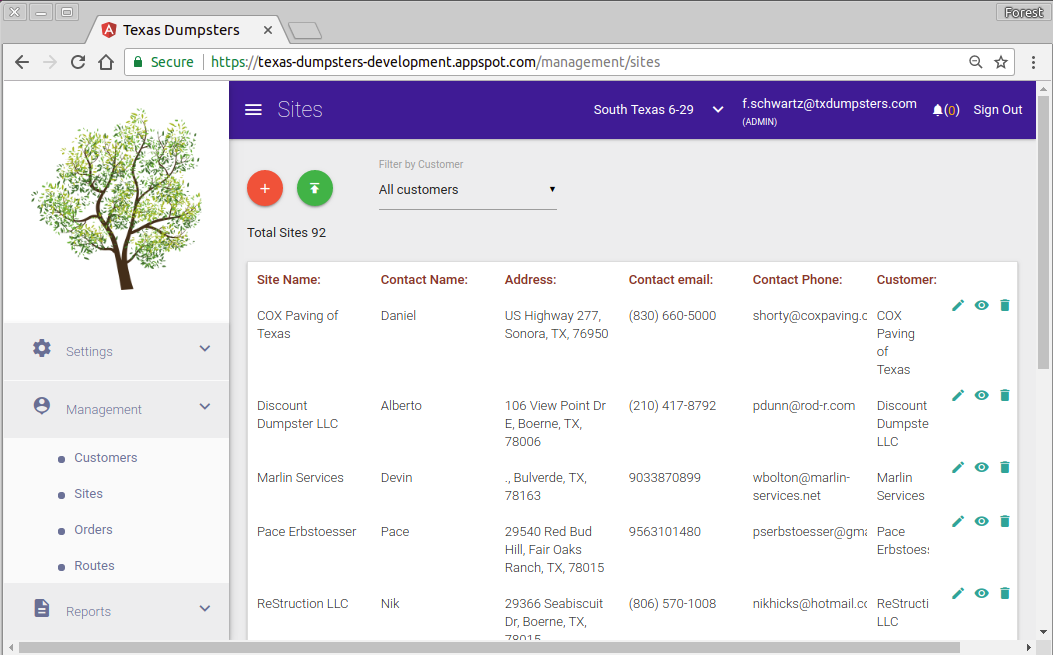 Forest
Texas Dumpsters
Secure
https://texas-dumpsters-development.appspot.com/management/sites
Sites
South Texas 6-29
f.schwartz@txdumpsters.com
(ADMIN)
(0)
Sign Out
Filter by Customer
All customers
Total Sites 92
Settings
Management
Customers
Sites
Orders
Routes
Reports
Site Name: Contact Name: Address: Contact email: Contact Phone: Customer:
COX Paving of Daniel US Highway 277, (830) 660-5000 shorty@coxpaving.c COX
Texas Sonora, TX, 76950 Paving
of
Texas
Discount Alberto 106 View Point Dr (210) 417-8792 pdunn@rod-r.com Discount
Dumpster LLC E, Boerne, TX, Dumpste
78006 LLC
Marlin Services Devin ., Bulverde, TX, 9033870899 wbolton@marlin- Marlin
78163 services.net Services
Pace Erbstoesser Pace 29540 Red Bud 9563101480 pserbstoesser@gma Pace
Hill, Fair Oaks Erbstoes
Ranch, TX, 78015
ReStruction LLC Nik 29366 Seabiscuit (806) 570-1008 nikhicks@hotmail.co ReStructi
Dr, Boerne, TX, LLC
78015